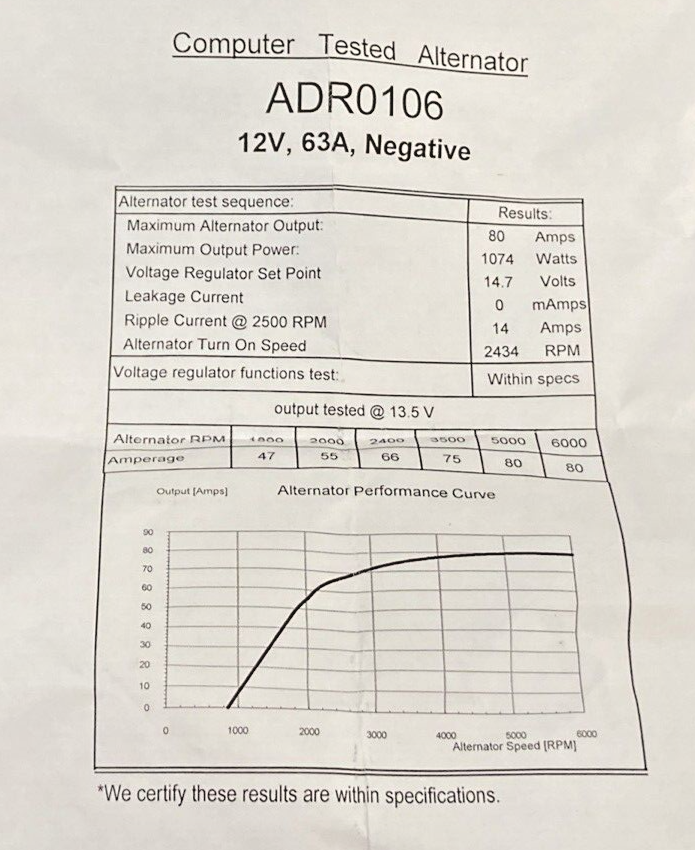 Computer Tested Alternator
ADR0106
12V, 63A, Negative
Alternator test sequence: Results:
Maximum Alternator Output: 80 Amps
Maximum Output Power: 1074 Watts
Voltage Regulator Set Point 14.7 Volts
Leakage Current 0 mAmps
Ripple Current @ 2500 RPM 14 Amps
Alternator Turn On Speed 2434 RPM
Voltage regulator functions test: Within specs
output tested @ 13.5 V
Alternator RPM 1800 2000 2400 3500 5000 6000
Amperage 47 55 66 75 80 80
Output [Amps] Alternator Performance Curve
90
80
70
60
50
40
30
20
10
0
0 1000 2000 3000 4000 5000 6000
Alternator Speed [RPM]
*We certify these results are within specifications.